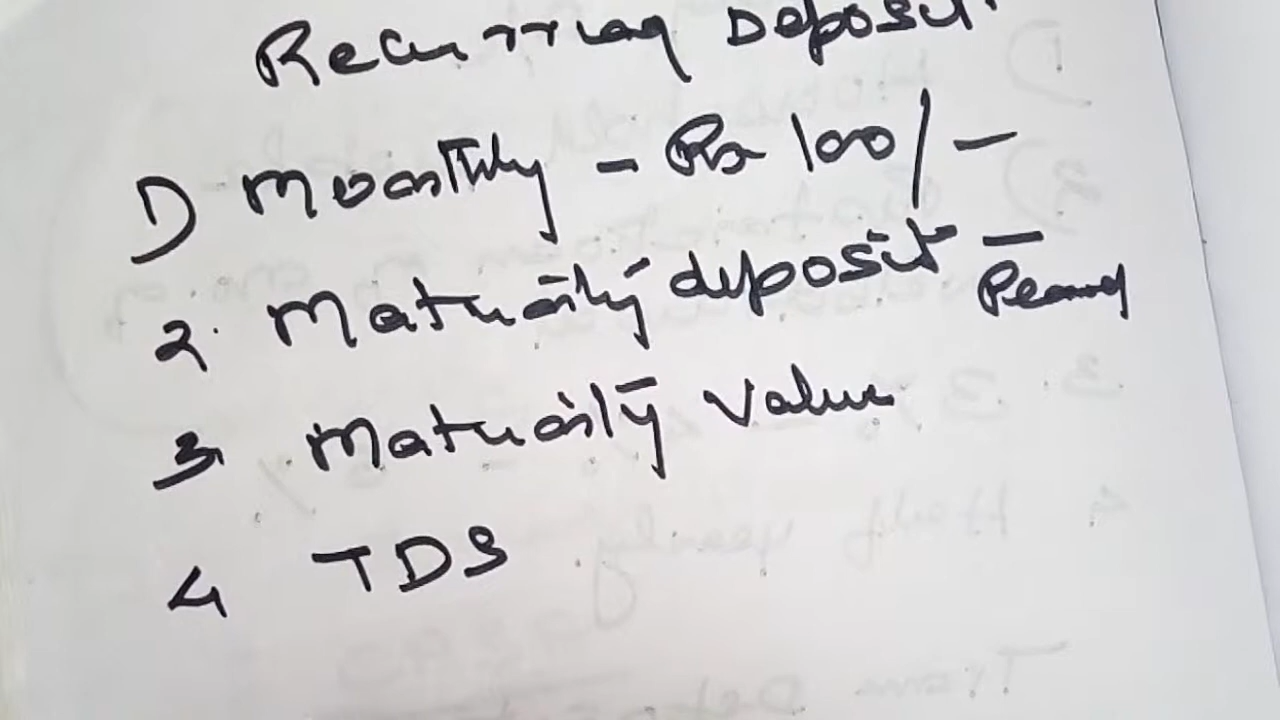 Recurring Deposit
1) Monthly - Rs 100/-
2. Maturity deposit -
Period
3 Maturity Value
4 TDS